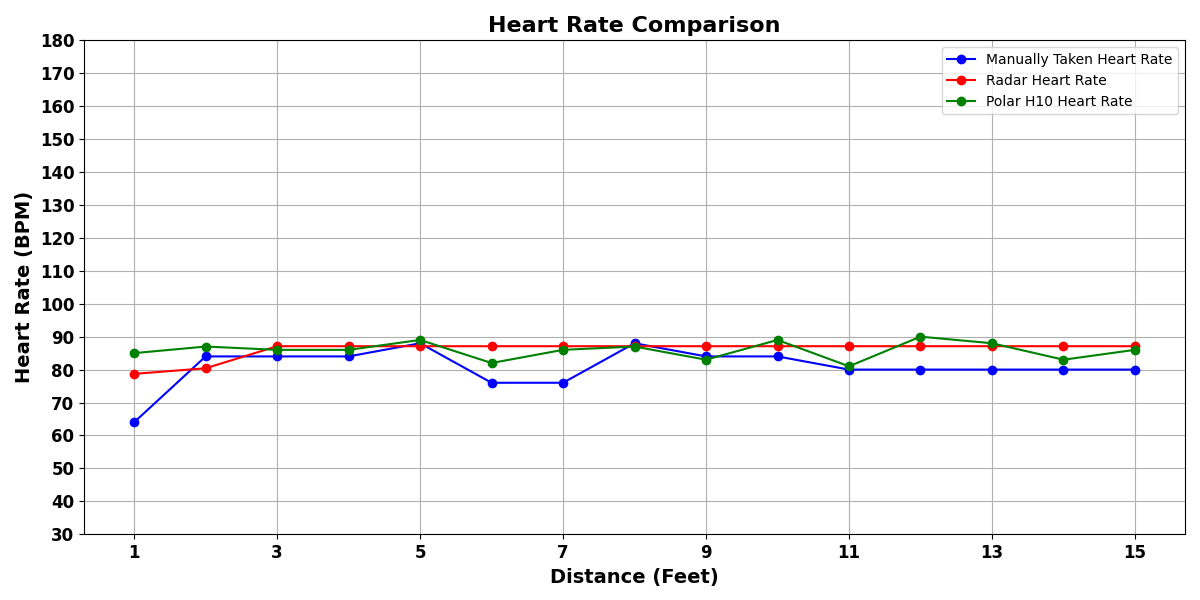 Heart Rate Comparison
Manually Taken Heart Rate
Radar Heart Rate
Polar H10 Heart Rate
Heart Rate (BPM)
180
170
160
150
140
130
120
110
100
90
80
70
60
50
40
30
1 3 5 7 9 11 13 15
Distance (Feet)